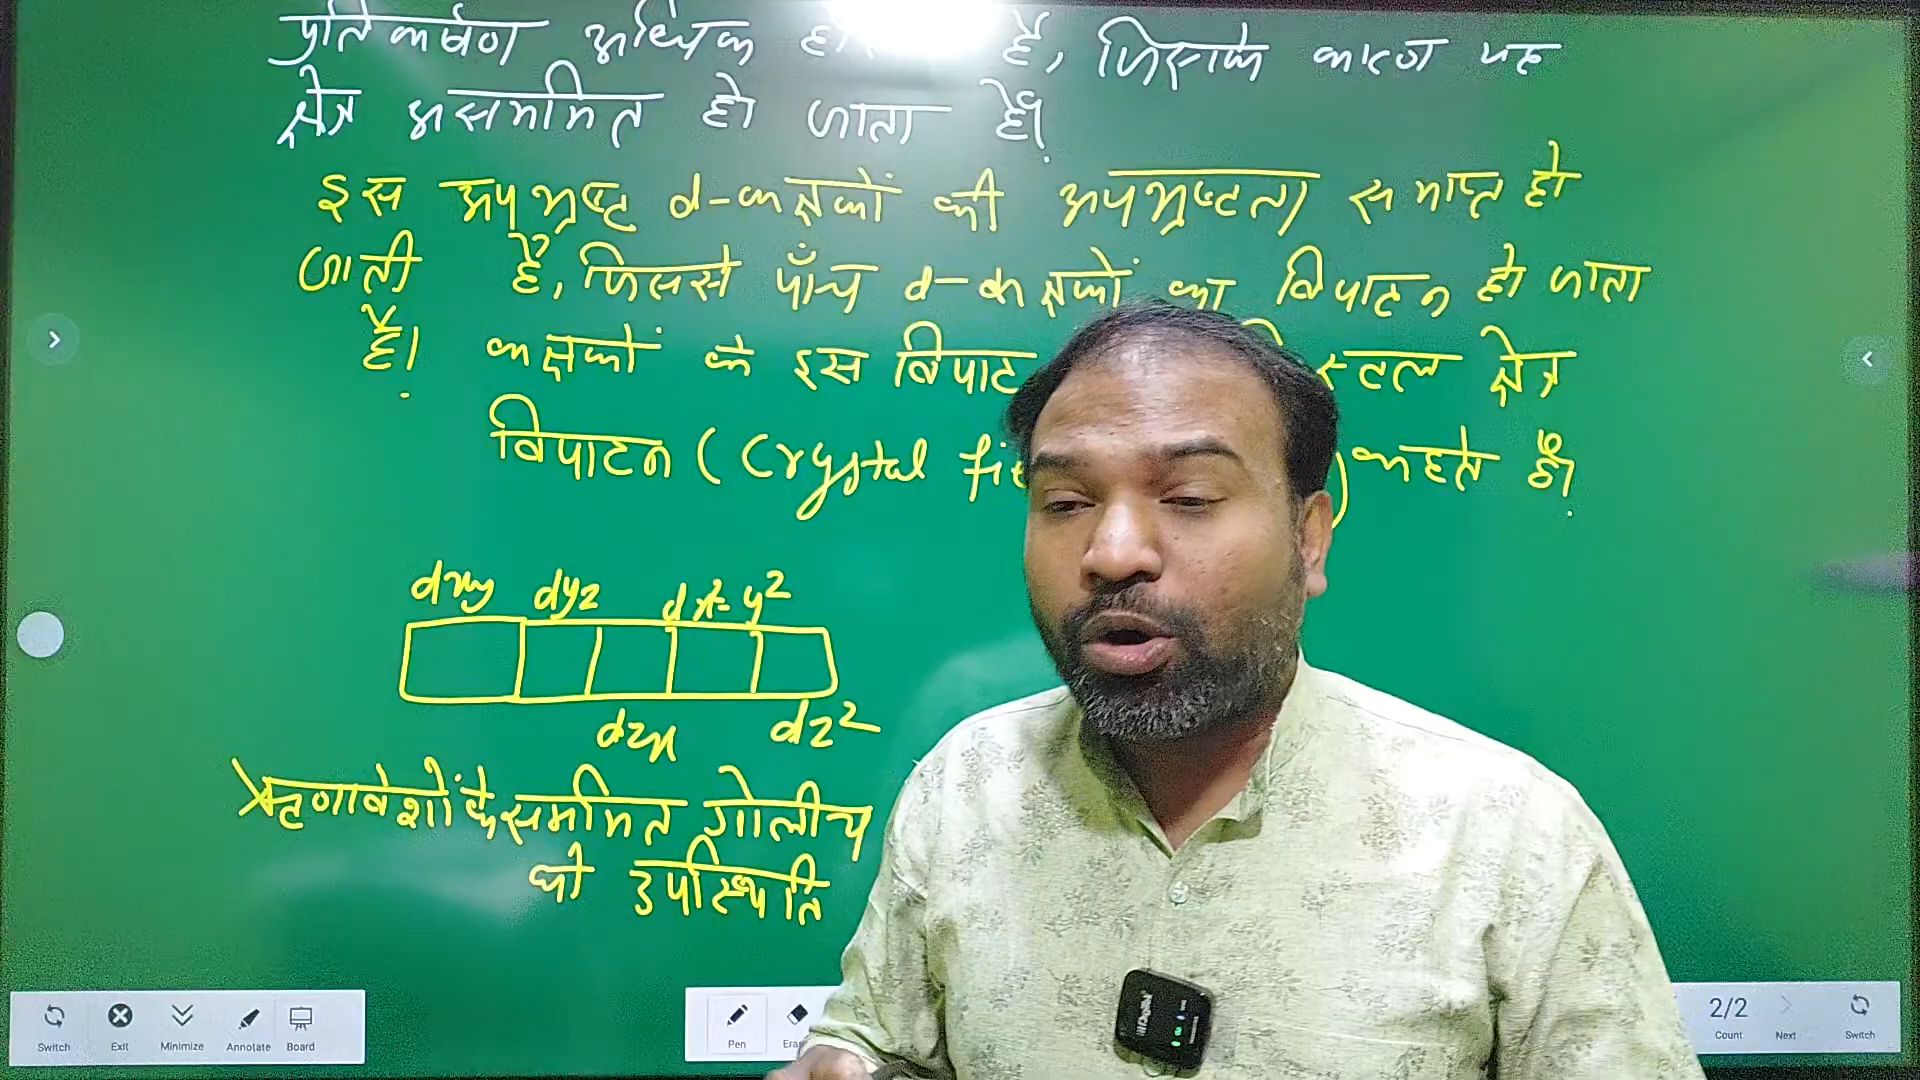 प्रतिकर्षण अधिक है, जिसके कारण यह
क्षेत्र असममित हो जाता है।
इस अपभ्रष्ट d-कक्षकों की अपभ्रष्टता समाप्त हो
जाती है, जिससे पाँच d-कक्षकों का विपाटन हो जाता
है। कक्षकों के इस क्षेत्र
विपाटन (Crystal कहते हैं।
dxy dyz dx²-y²
dzx dz²
ऋणावेशों के सममित गोलीय
की उपस्थिति
Switch Exit Minimize Annotate Board Pen 2/2 Count Next Switch